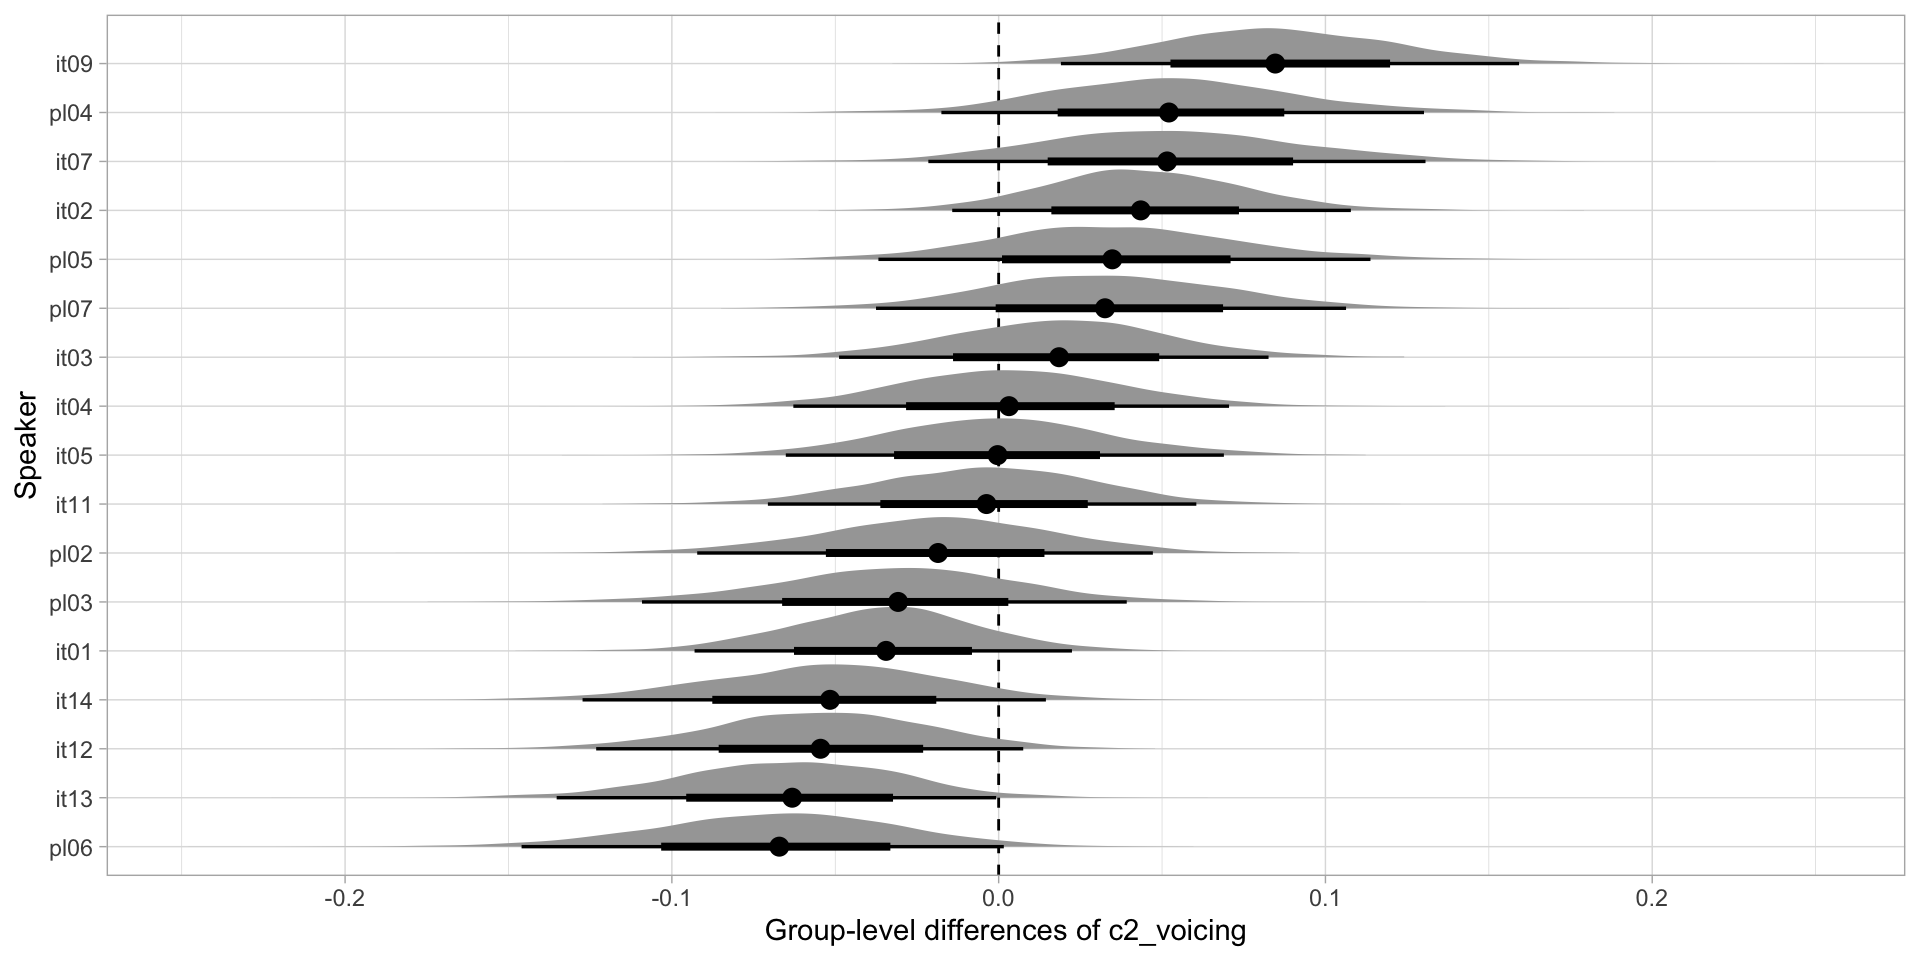 it09
pl04
it07
it02
pl05
pl07
it03
it04
it05
it11
pl02
pl03
it01
it14
it12
it13
pl06
Speaker
-0.2 -0.1 0.0 0.1 0.2
Group-level differences of c2_voicing